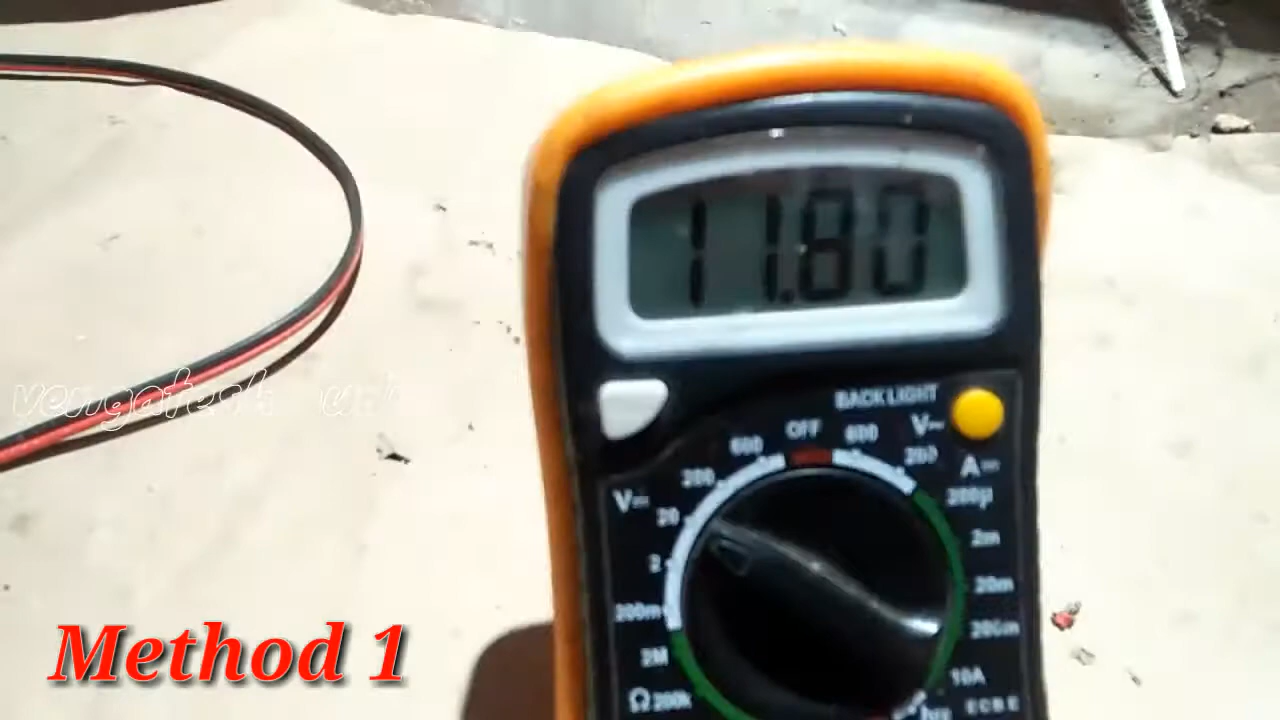 11.80
BACK LIGHT
OFF
600
600
V~
200
200
A⎓
V⎓
20
200µ
2
2m
200m
20m
2M
200m
Ω
200k
10A
hFE
E C B E
Method 1